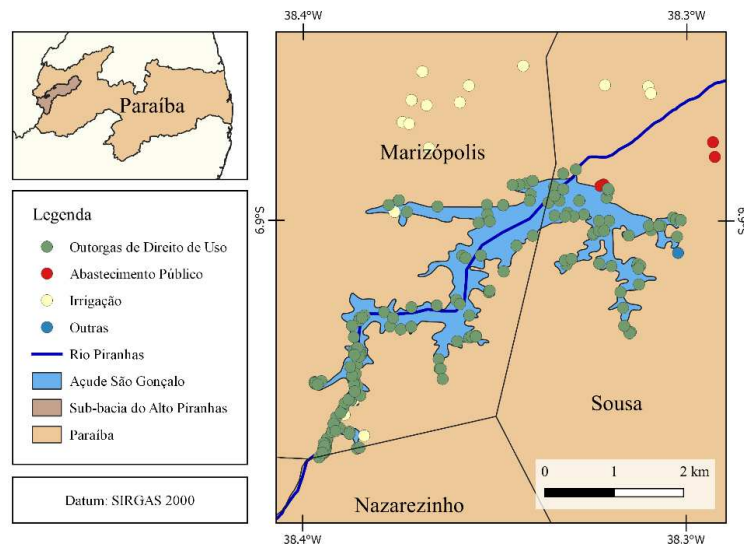 38.4°W
38.3°W
Paraíba
Marizópolis
6.9°S
6.9°S
Legenda
Outorgas de Direito de Uso
Abastecimento Público
Irrigação
Outras
Rio Piranhas
Açude São Gonçalo
Sub-bacia do Alto Piranhas
Paraíba
Sousa
0 1 2 km
Datum: SIRGAS 2000
Nazarezinho
38.4°W
38.3°W